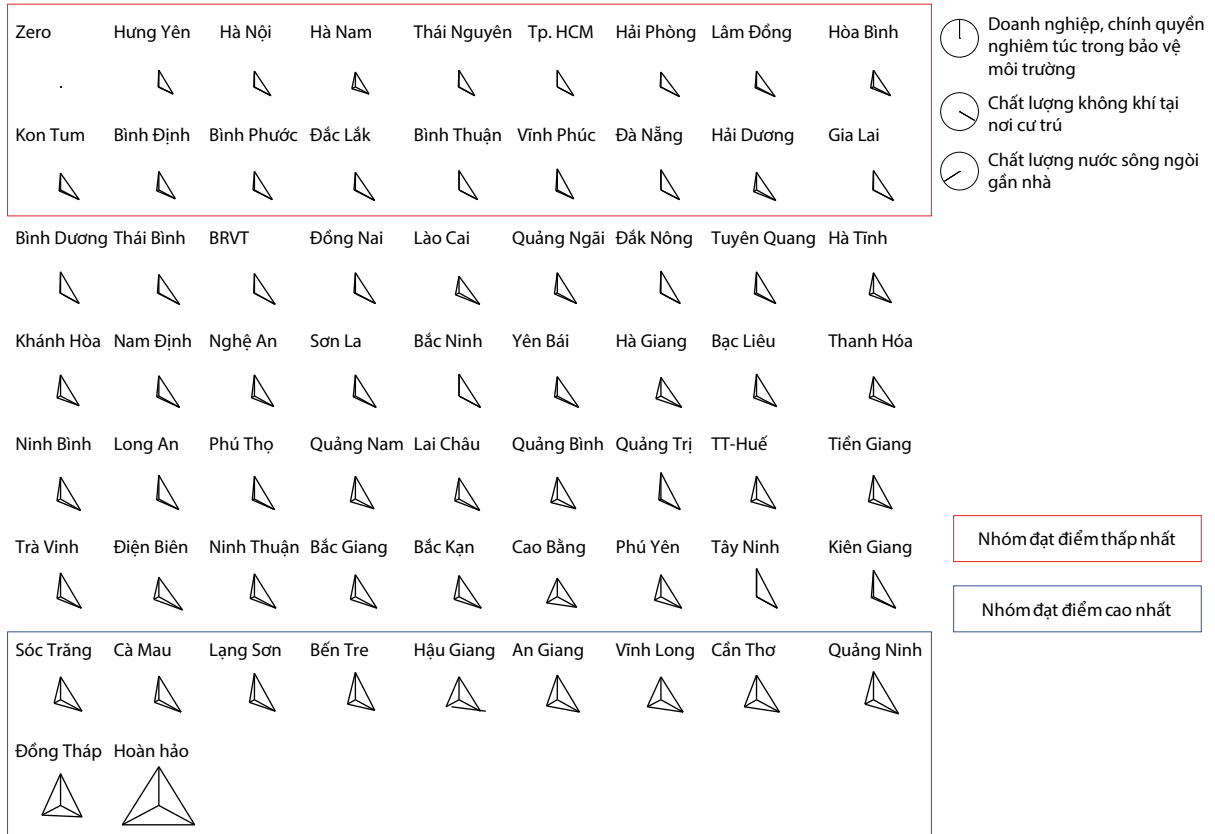 Zero Hưng Yên Hà Nội Hà Nam Thái Nguyên Tp. HCM Hải Phòng Lâm Đồng Hòa Bình
Kon Tum Bình Định Bình Phước Đắc Lắk Bình Thuận Vĩnh Phúc Đà Nẵng Hải Dương Gia Lai
Bình Dương Thái Bình BRVT Đồng Nai Lào Cai Quảng Ngãi Đắk Nông Tuyên Quang Hà Tĩnh
Khánh Hòa Nam Định Nghệ An Sơn La Bắc Ninh Yên Bái Hà Giang Bạc Liêu Thanh Hóa
Ninh Bình Long An Phú Thọ Quảng Nam Lai Châu Quảng Bình Quảng Trị TT-Huế Tiền Giang
Trà Vinh Điện Biên Ninh Thuận Bắc Giang Bắc Kạn Cao Bằng Phú Yên Tây Ninh Kiên Giang
Sóc Trăng Cà Mau Lạng Sơn Bến Tre Hậu Giang An Giang Vĩnh Long Cần Thơ Quảng Ninh
Đồng Tháp Hoàn hảo
Doanh nghiệp, chính quyền
nghiêm túc trong bảo vệ
môi trường
Chất lượng không khí tại
nơi cư trú
Chất lượng nước sông ngòi
gần nhà
Nhóm đạt điểm thấp nhất
Nhóm đạt điểm cao nhất